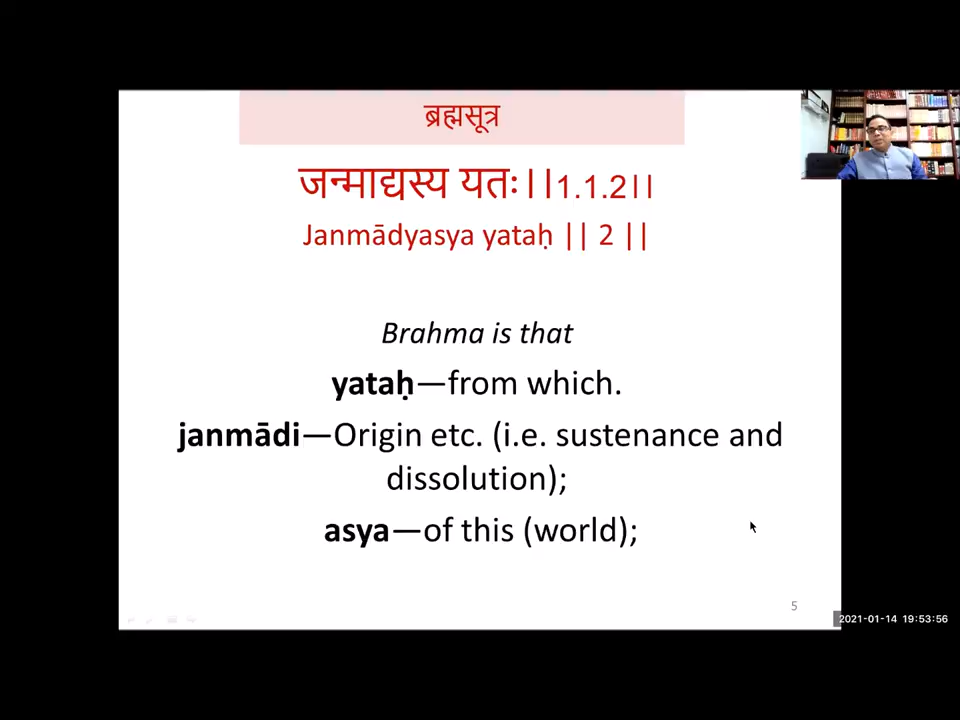 ब्रह्मसूत्र
जन्माद्यस्य यतः।।1.1.2।।
Janmādyasya yataḥ || 2 ||
Brahma is that
yataḥ—from which.
janmādi—Origin etc. (i.e. sustenance and
dissolution);
asya—of this (world);
5
2021-01-14 19:53:56